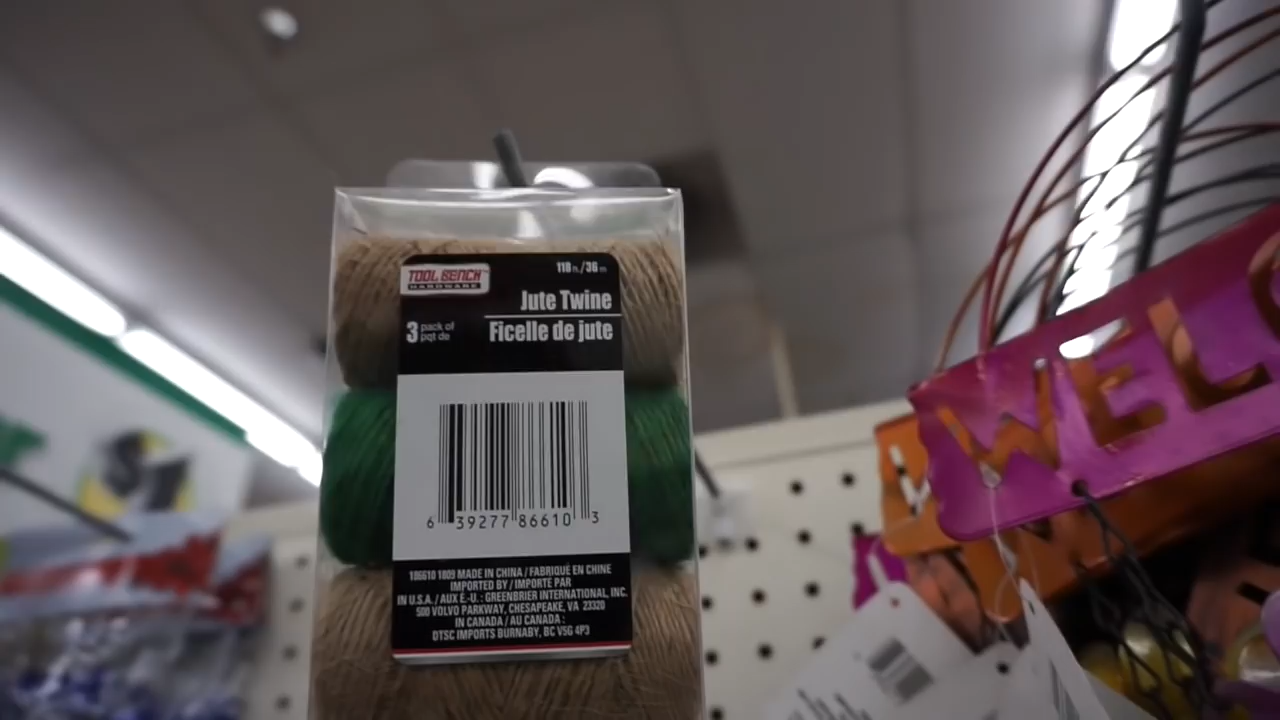 TOOL BENCH
HARDWARE
118 ft./36 m
Jute Twine
3 pack of
pqt de
Ficelle de jute
6 39277 86610 3
186610 1809 MADE IN CHINA / FABRIQUÉ EN CHINE
IMPORTED BY / IMPORTÉ PAR
IN U.S.A. / AUX É.-U. : GREENBRIER INTERNATIONAL, INC.
500 VOLVO PARKWAY, CHESAPEAKE, VA 23320
IN CANADA / AU CANADA :
DTSC IMPORTS BURNABY, BC V5G 4P3
WELC